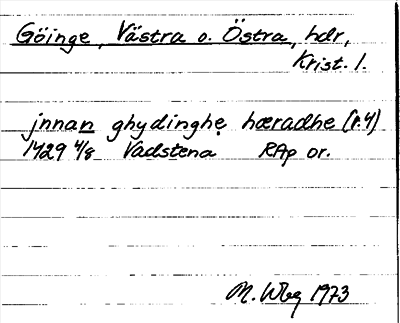 Göinge, Västra o. Östra, hdr,
Krist. l.
jnnan ghydinghe hæradhe (r.4)
1429 4/8 Vadstena RAp or.
M. Wbg 1973